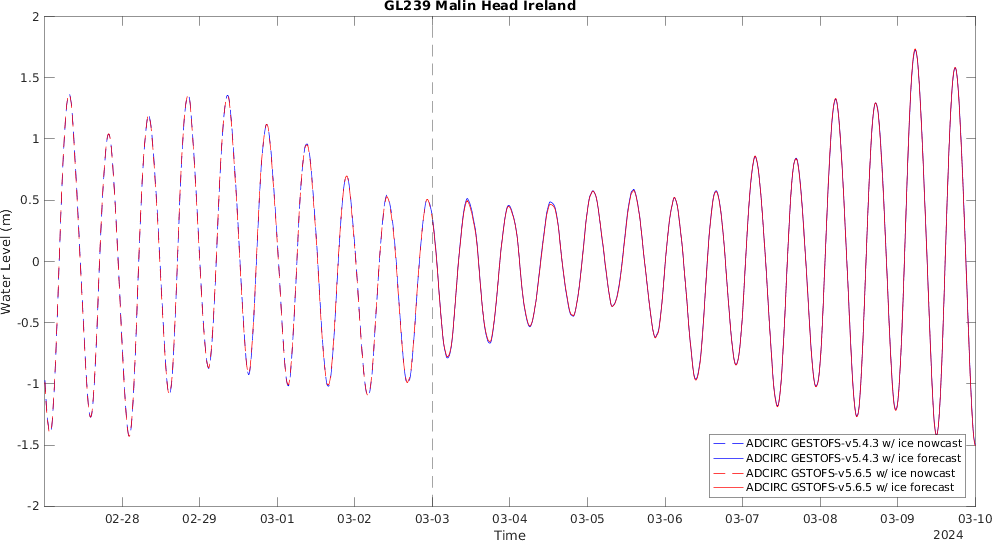 GL239 Malin Head Ireland
2
1.5
1
0.5
0
-0.5
-1
-1.5
-2
Water Level (m)
02-28 02-29 03-01 03-02 03-03 03-04 03-05 03-06 03-07 03-08 03-09 03-10
Time
2024
ADCIRC GESTOFS-v5.4.3 w/ ice nowcast
ADCIRC GESTOFS-v5.4.3 w/ ice forecast
ADCIRC GSTOFS-v5.6.5 w/ ice nowcast
ADCIRC GSTOFS-v5.6.5 w/ ice forecast